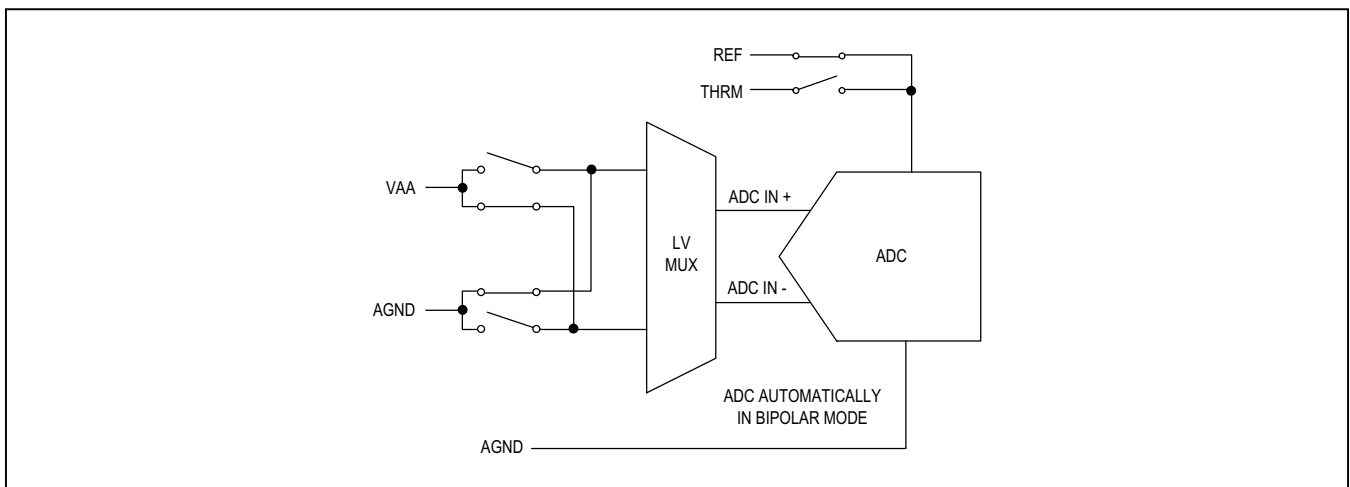 REF
THRM
VAA
ADC IN +
LV
MUX
ADC
ADC IN -
AGND
ADC AUTOMATICALLY
IN BIPOLAR MODE
AGND